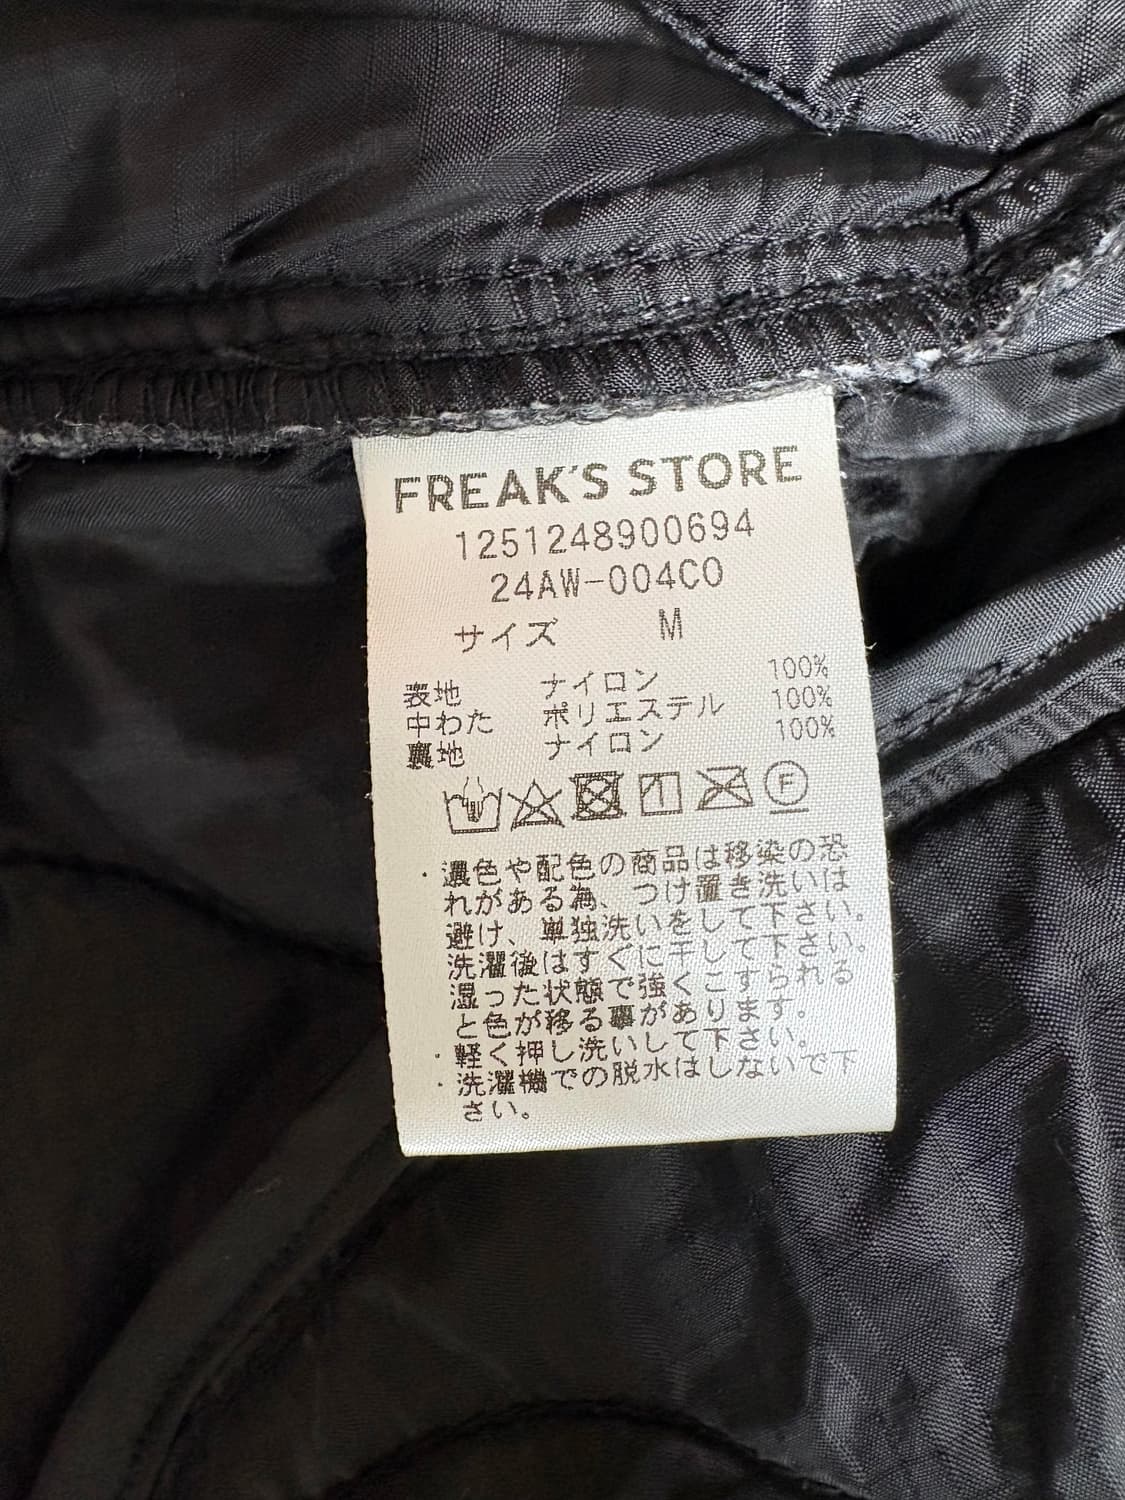 FREAK'S STORE
1251248900694
24AW-004CO
サイズ M
表地 ナイロン 100%
中わた ポリエステル 100%
裏地 ナイロン 100%
F
・濃色や配色の商品は移染の恐
れがある為、つけ置き洗いは
避け、単独洗いをして下さい。
洗濯後はすぐに干して下さい。
湿った状態で強くこすられる
と色が移る事があります。
・軽く押し洗いして下さい。
・洗濯機での脱水はしないで下
さい。